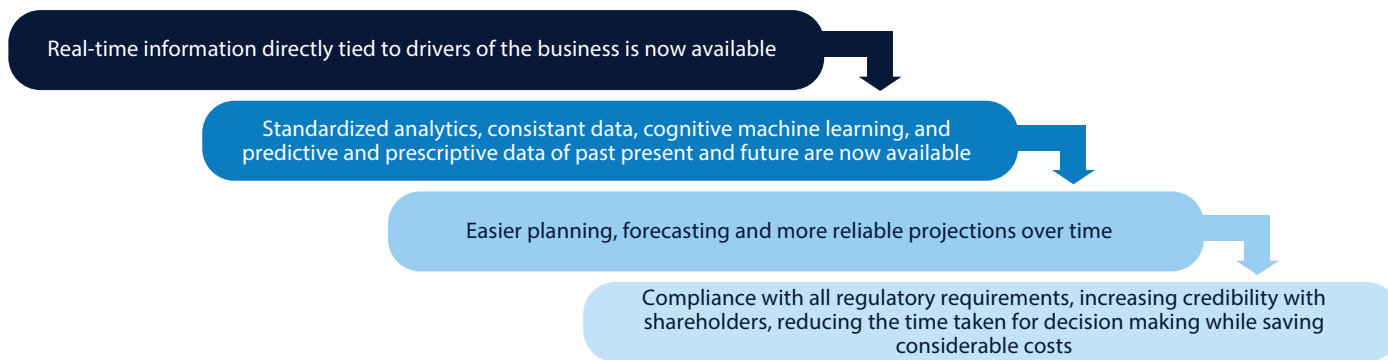 Real-time information directly tied to drivers of the business is now available
Standardized analytics, consistant data, cognitive machine learning, and
predictive and prescriptive data of past present and future are now available
Easier planning, forecasting and more reliable projections over time
Compliance with all regulatory requirements, increasing credibility with
shareholders, reducing the time taken for decision making while saving
considerable costs